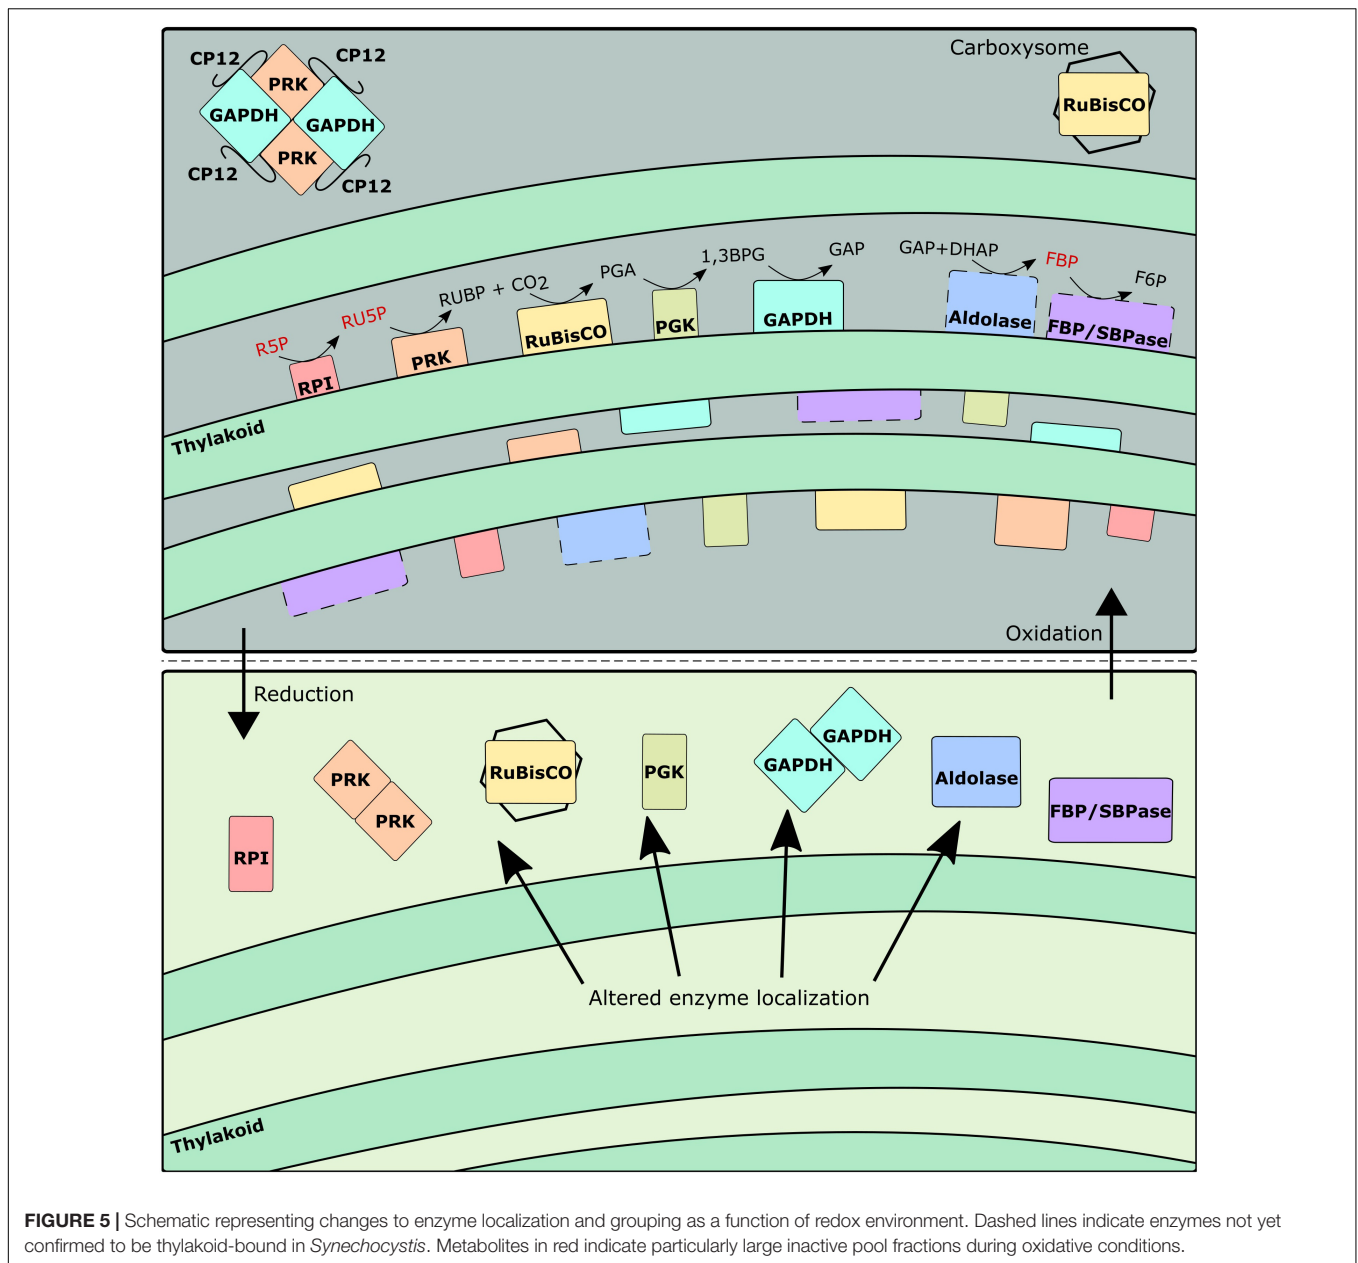 CP12
CP12
PRK
GAPDH
GAPDH
PRK
CP12
CP12
Carboxysome
RuBisCO
R5P
RU5P
RUBP + CO2
PGA
1,3BPG
GAP
GAP+DHAP
FBP
F6P
RPI
PRK
RuBisCO
PGK
GAPDH
Aldolase
FBP/SBPase
Thylakoid
Oxidation
Reduction
RPI
PRK
PRK
RuBisCO
PGK
GAPDH
GAPDH
Aldolase
FBP/SBPase
Altered enzyme localization
Thylakoid
FIGURE 5 | Schematic representing changes to enzyme localization and grouping as a function of redox environment. Dashed lines indicate enzymes not yet
confirmed to be thylakoid-bound in Synechocystis. Metabolites in red indicate particularly large inactive pool fractions during oxidative conditions.